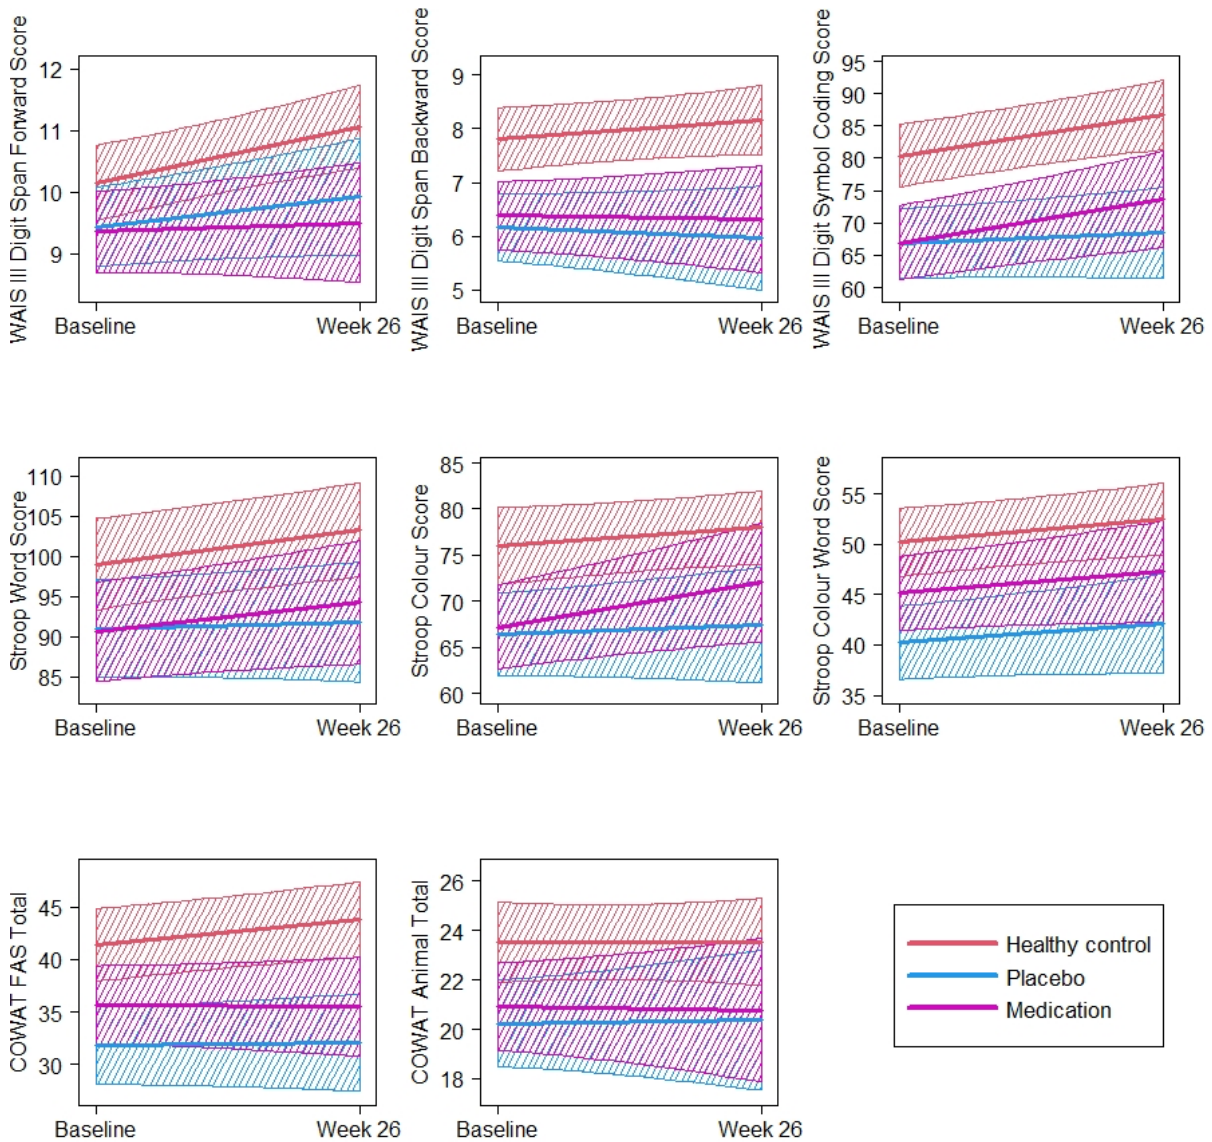 WAIS III Digit Span Forward Score
12
11
10
9
Baseline
Week 26
WAIS III Digit Span Backward Score
9
8
7
6
5
Baseline
Week 26
WAIS III Digit Symbol Coding Score
95
90
85
80
75
70
65
60
Baseline
Week 26
Stroop Word Score
110
105
100
95
90
85
Baseline
Week 26
Stroop Colour Score
85
80
75
70
65
60
Baseline
Week 26
Stroop Colour Word Score
55
50
45
40
35
Baseline
Week 26
COWAT FAS Total
45
40
35
30
Baseline
Week 26
COWAT Animal Total
26
24
22
20
18
Baseline
Week 26
Healthy control
Placebo
Medication